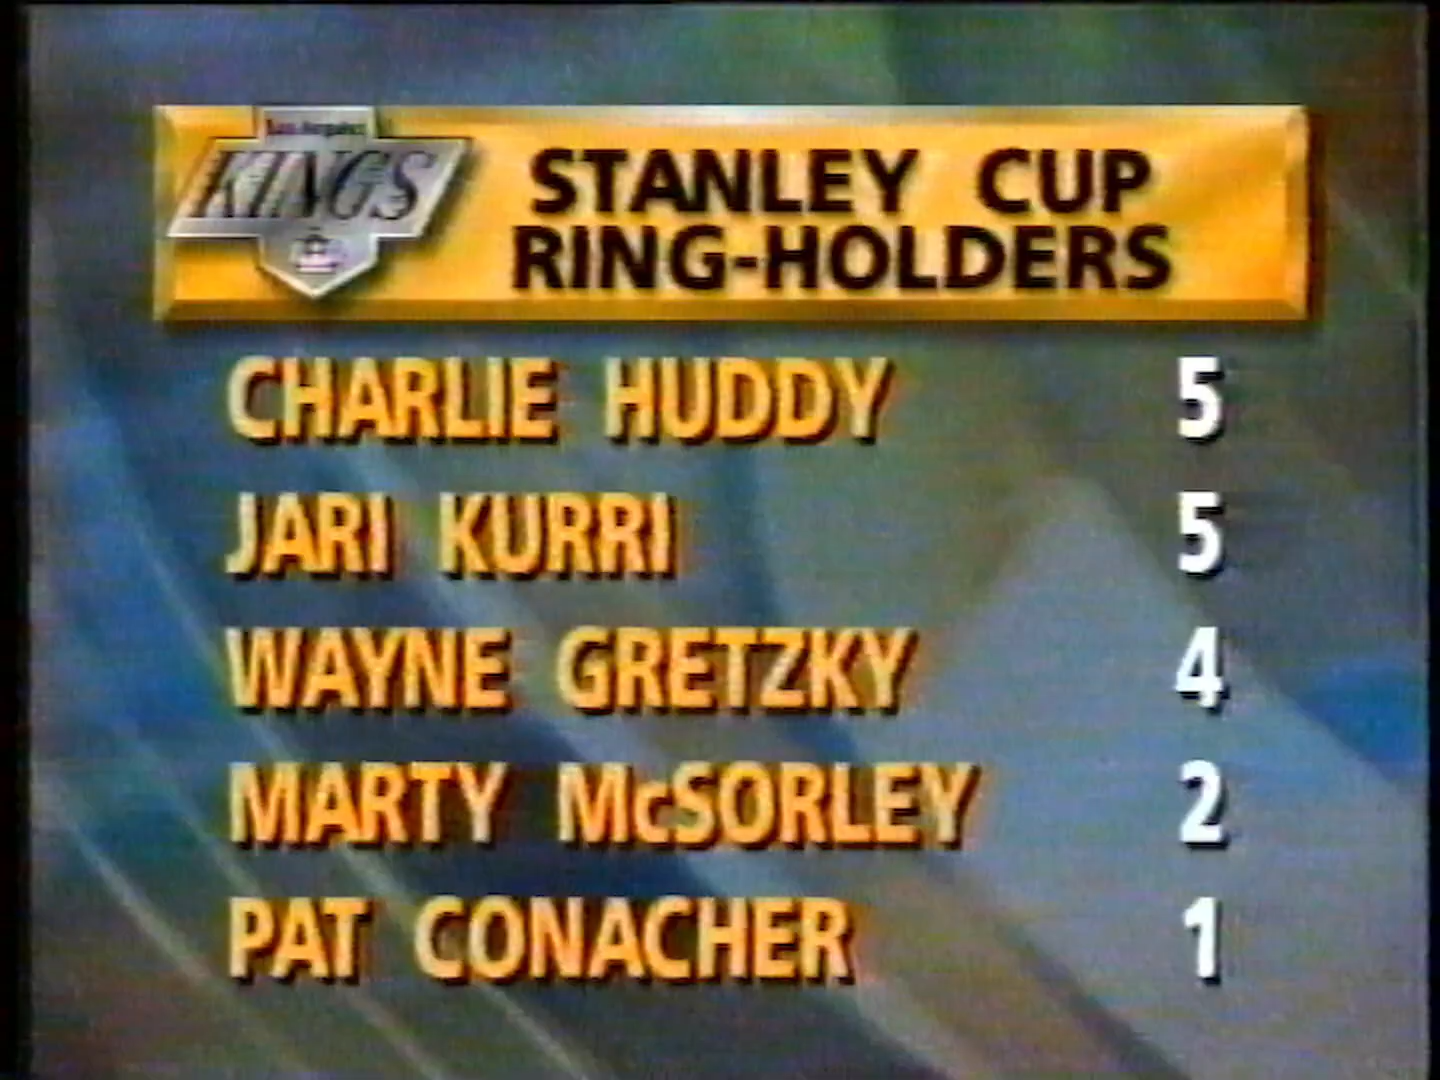 Los Angeles
KINGS
STANLEY CUP
RING-HOLDERS
CHARLIE HUDDY 5
JARI KURRI 5
WAYNE GRETZKY 4
MARTY McSORLEY 2
PAT CONACHER 1